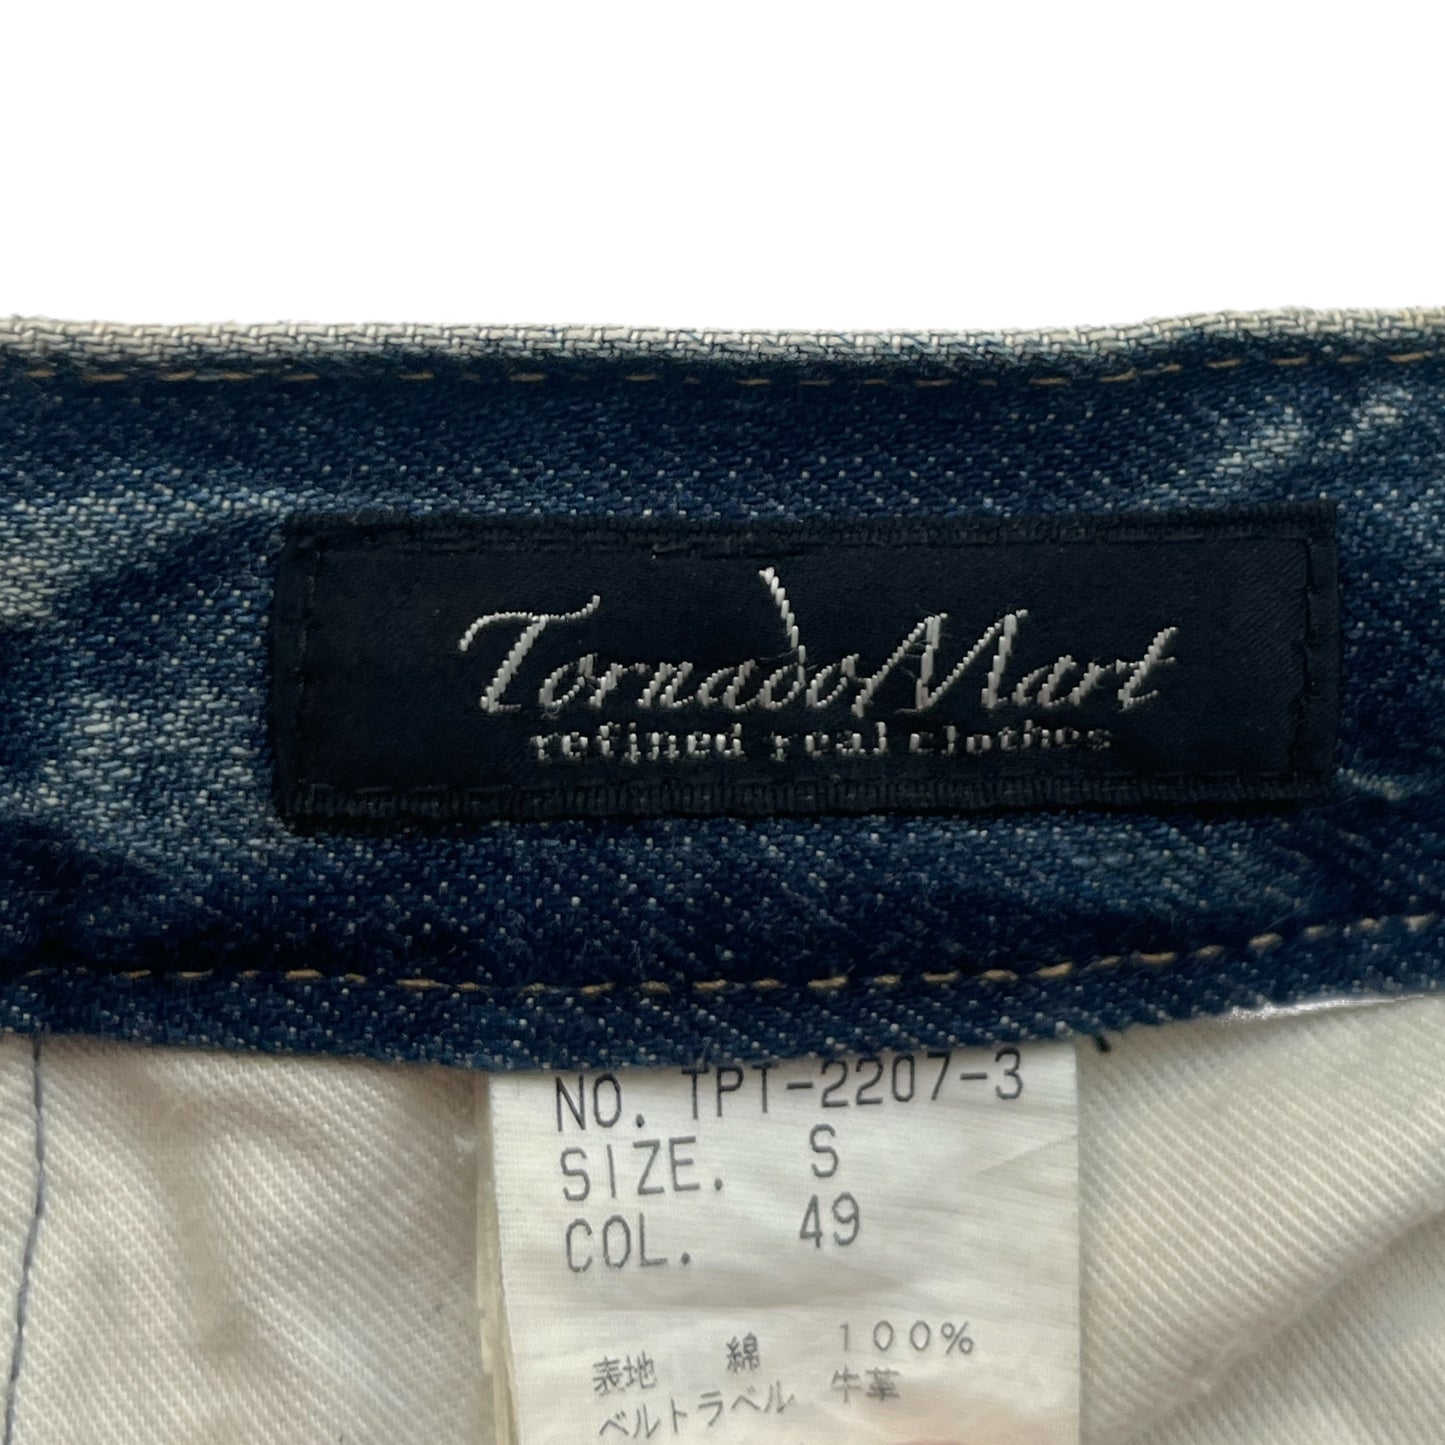 TornadoMart
refined real clothes
NO. TPT-2207-3
SIZE. S
COL. 49
表地 綿 100%
ベルトラベル 牛革